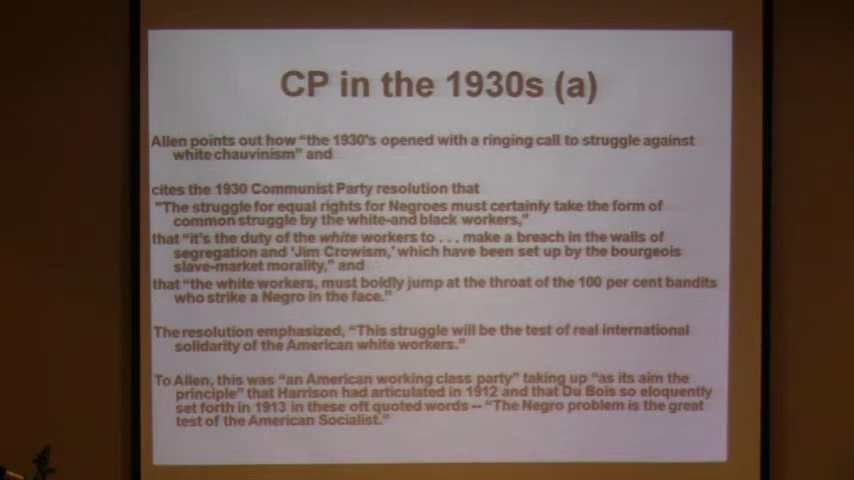 CP in the 1930s (a)
Allen points out how "the 1930's opened with a ringing call to struggle against
white chauvinism" and
cites the 1930 Communist Party resolution that
"The struggle for equal rights for Negroes must certainly take the form of
common struggle by the white-and black workers,"
that "it's the duty of the white workers to . . . make a breach in the walls of
segregation and 'Jim Crowism,' which have been set up by the bourgeois
slave-market morality," and
that "the white workers, must boldly jump at the throat of the 100 per cent bandits
who strike a Negro in the face."
The resolution emphasized, "This struggle will be the test of real international
solidarity of the American white workers."
To Allen, this was "an American working class party" taking up "as its aim the
principle" that Harrison had articulated in 1912 and that Du Bois so eloquently
set forth in 1913 in these oft quoted words -- "The Negro problem is the great
test of the American Socialist."